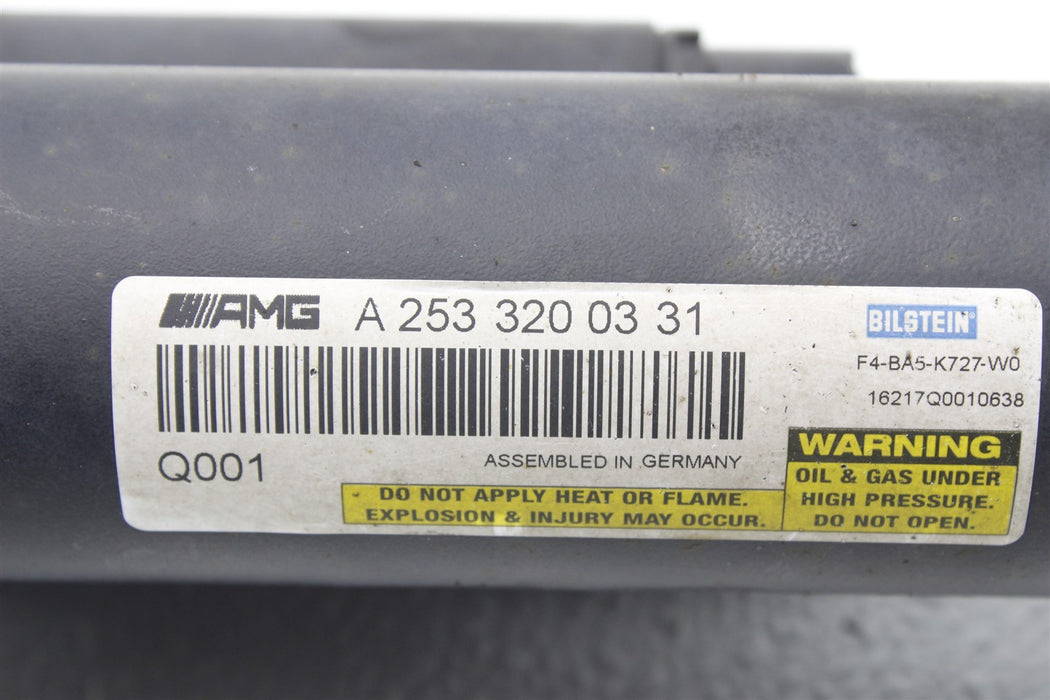 AMG A 253 320 03 31
BILSTEIN®
F4-BA5-K727-W0
16217Q0010638
Q001
ASSEMBLED IN GERMANY
DO NOT APPLY HEAT OR FLAME.
EXPLOSION & INJURY MAY OCCUR.
WARNING
OIL & GAS UNDER
HIGH PRESSURE.
DO NOT OPEN.